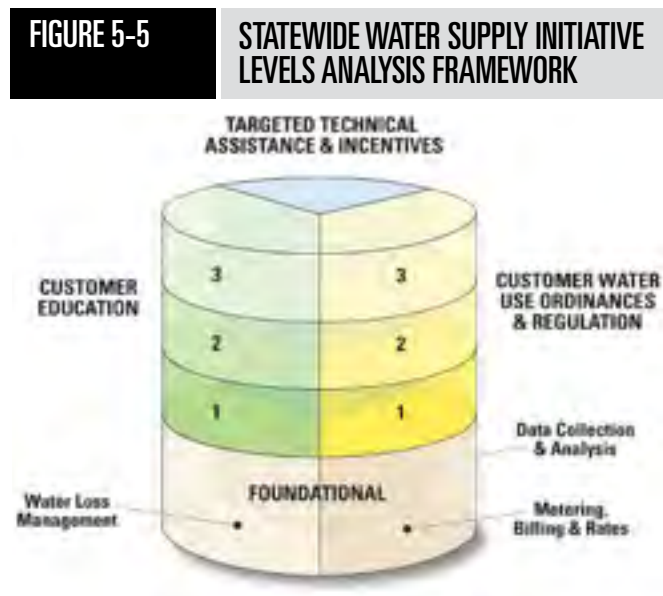 FIGURE 5-5
STATEWIDE WATER SUPPLY INITIATIVE
LEVELS ANALYSIS FRAMEWORK
TARGETED TECHNICAL
ASSISTANCE & INCENTIVES
CUSTOMER
EDUCATION
3
3
CUSTOMER WATER
USE ORDINANCES
& REGULATION
2
2
1
1
Data Collection
& Analysis
FOUNDATIONAL
Water Loss
Management
Metering,
Billing & Rates